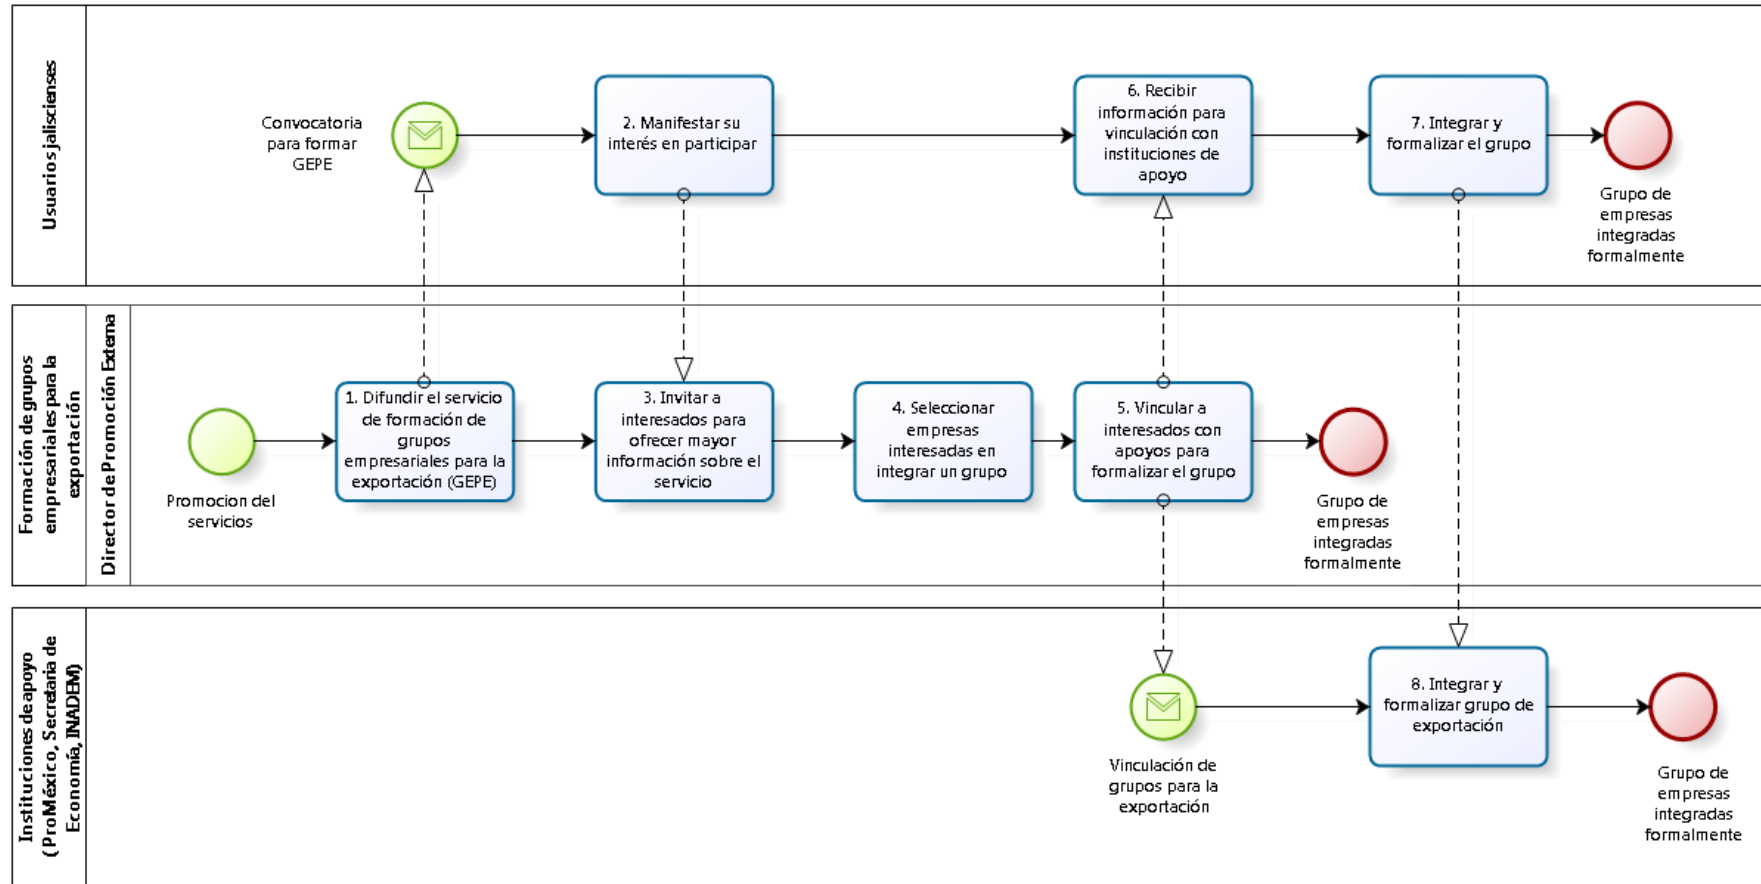 Usuarios jaliscienses
Convocatoria
para formar
GEPE
2. Manifestar su
interés en participar
6. Recibir
información para
vinculación con
instituciones de
apoyo
7. Integrar y
formalizar el grupo
Grupo de
empresas
integradas
formalmente
Formación de grupos
empresariales para la
exportación
Director de Promoción Externa
Promocion del
servicios
1. Difundir el servicio
de formación de
grupos
empresariales para la
exportación (GEPE)
3. Invitar a
interesados para
ofrecer mayor
información sobre el
servicio
4. Seleccionar
empresas
interesadas en
integrar un grupo
5. Vincular a
interesados con
apoyos para
formalizar el grupo
Grupo de
empresas
integradas
formalmente
Instituciones de apoyo
(ProMéxico, Secretaria de
Economía, INADEM)
Vinculación de
grupos para la
exportación
8. Integrar y
formalizar grupo de
exportación
Grupo de
empresas
integradas
formalmente